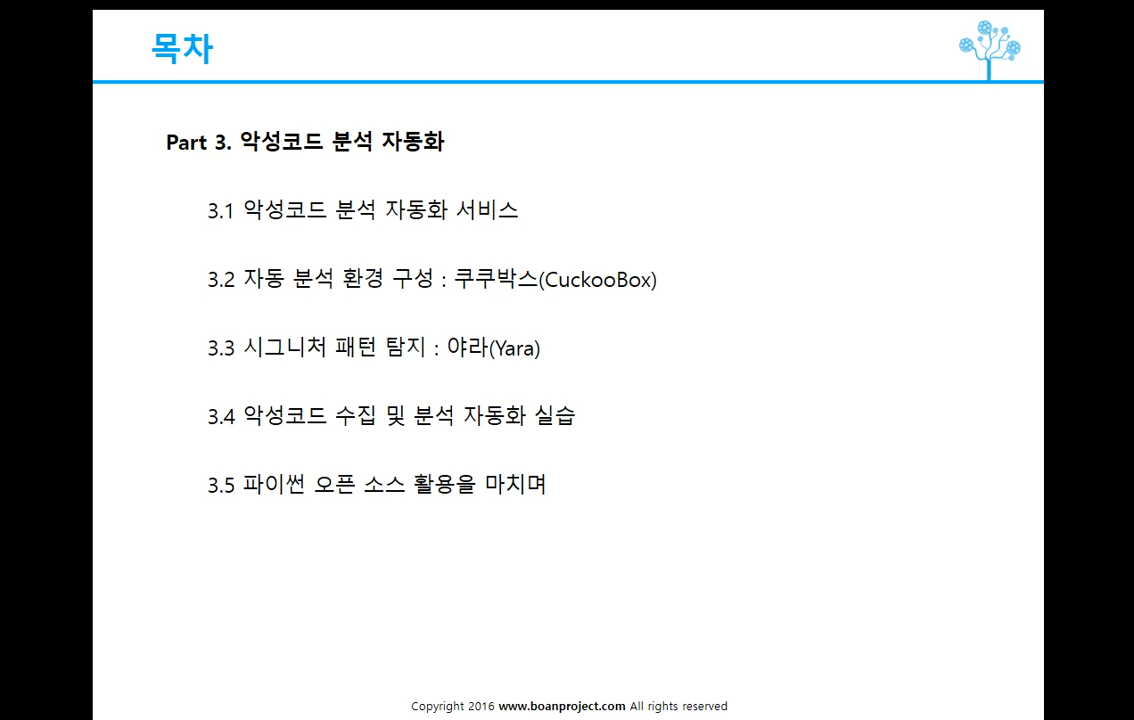 목차
Part 3. 악성코드 분석 자동화
3.1 악성코드 분석 자동화 서비스
3.2 자동 분석 환경 구성 : 쿠쿠박스(CuckooBox)
3.3 시그니처 패턴 탐지 : 야라(Yara)
3.4 악성코드 수집 및 분석 자동화 실습
3.5 파이썬 오픈 소스 활용을 마치며
Copyright 2016 www.boanproject.com All rights reserved